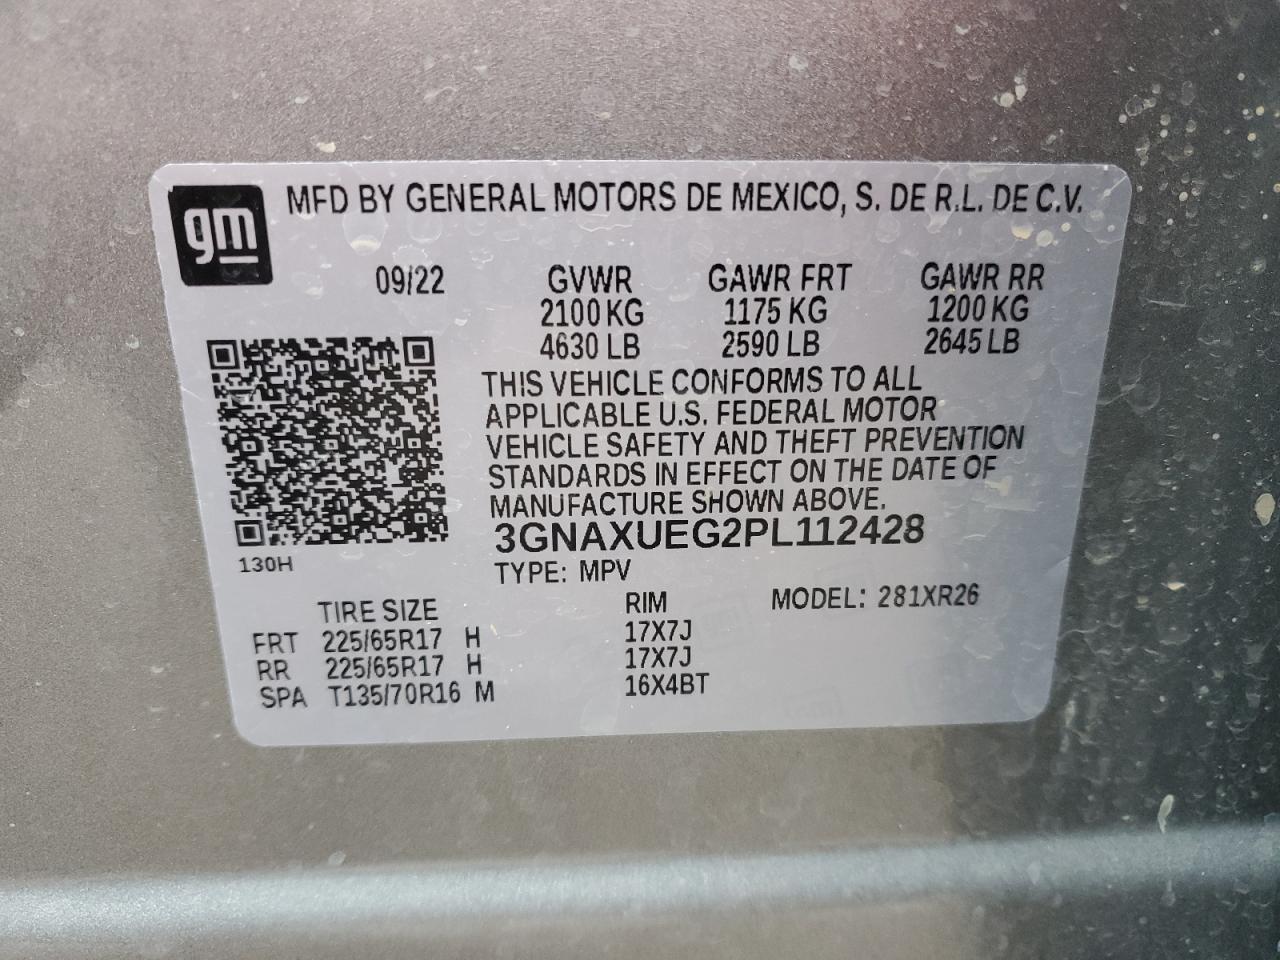 gm
MFD BY GENERAL MOTORS DE MEXICO, S. DE R.L. DE C.V.
09/22 GVWR GAWR FRT GAWR RR
2100 KG 1175 KG 1200 KG
4630 LB 2590 LB 2645 LB
THIS VEHICLE CONFORMS TO ALL
APPLICABLE U.S. FEDERAL MOTOR
VEHICLE SAFETY AND THEFT PREVENTION
STANDARDS IN EFFECT ON THE DATE OF
MANUFACTURE SHOWN ABOVE.
3GNAXUEG2PL112428
130H
TYPE: MPV
TIRE SIZE RIM MODEL: 281XR26
FRT 225/65R17 H 17X7J
RR 225/65R17 H 17X7J
SPA T135/70R16 M 16X4BT